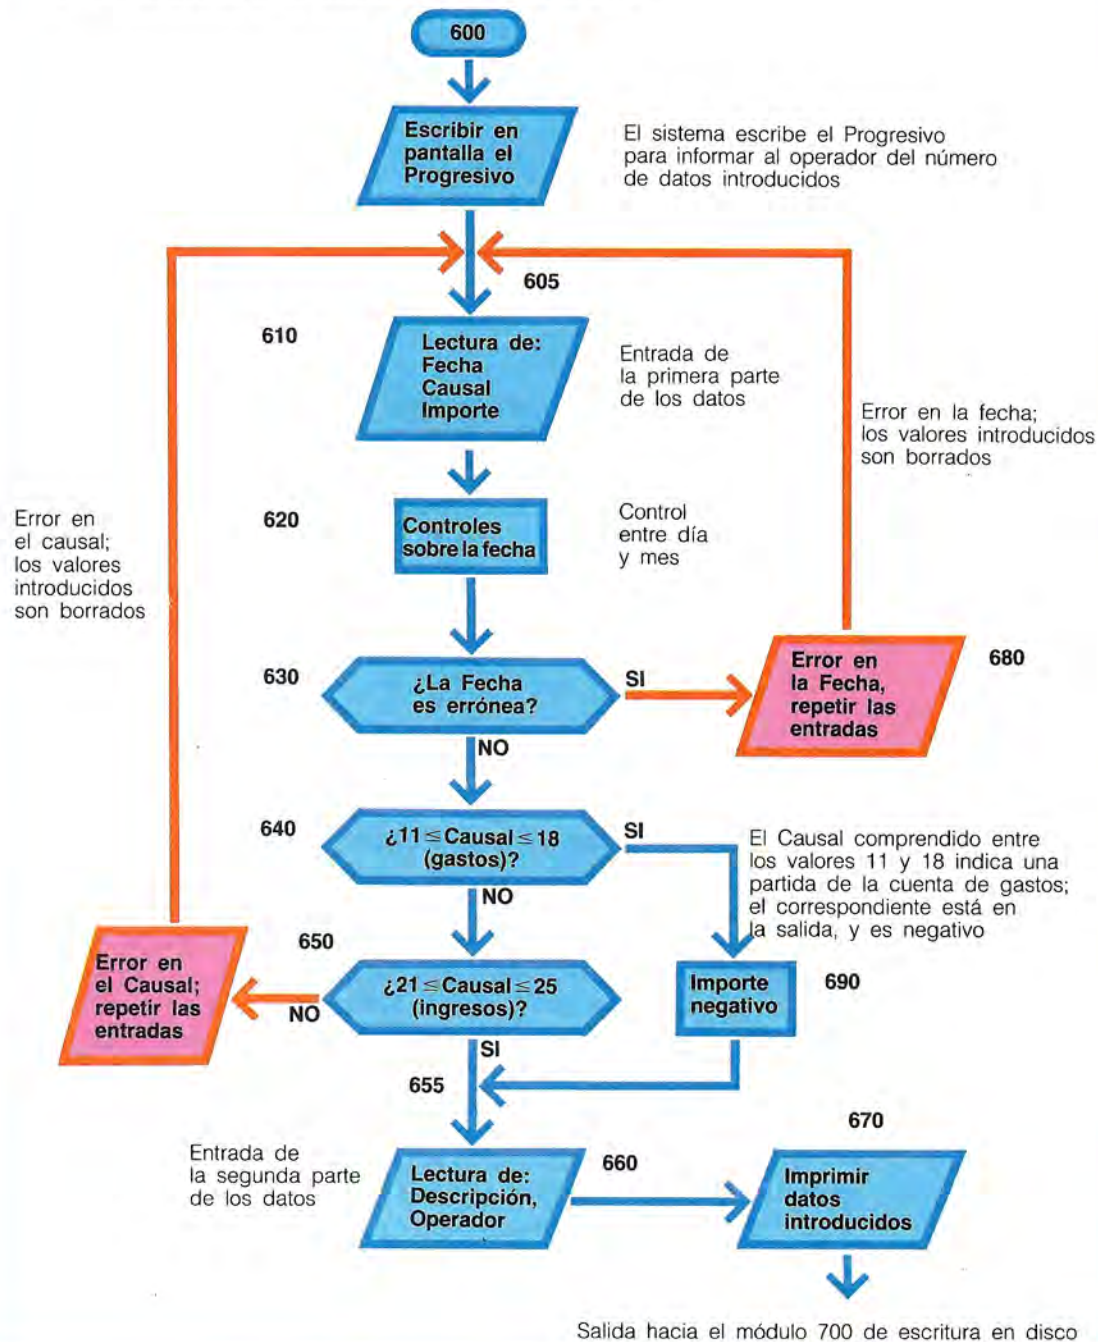 600
Escribir en
pantalla el
Progresivo
El sistema escribe el Progresivo
para informar al operador del número
de datos introducidos
605
610
Lectura de:
Fecha
Causal
Importe
Entrada de
la primera parte
de los datos
Error en la fecha;
los valores introducidos
son borrados
Error en
el causal;
los valores
introducidos
son borrados
620
Controles
sobre la fecha
Control
entre día
y mes
630
¿La Fecha
es errónea?
SI
NO
Error en
la Fecha,
repetir las
entradas
680
640
¿11 ≤ Causal ≤ 18
(gastos)?
SI
NO
El Causal comprendido entre
los valores 11 y 18 indica una
partida de la cuenta de gastos;
el correspondiente está en
la salida, y es negativo
650
Error en
el Causal;
repetir las
entradas
NO
¿21 ≤ Causal ≤ 25
(ingresos)?
SI
Importe
negativo
690
655
Entrada de
la segunda parte
de los datos
Lectura de:
Descripción,
Operador
660
670
Imprimir
datos
introducidos
Salida hacia el módulo 700 de escritura en disco